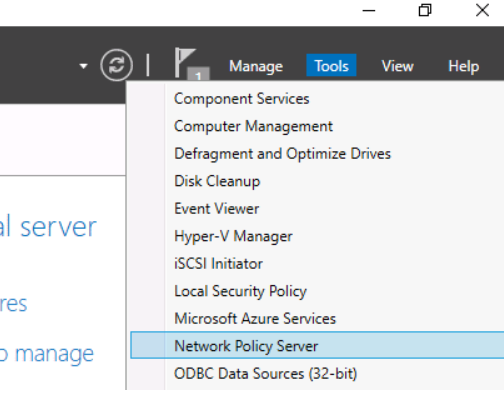 1
Manage Tools View Help
Component Services
Computer Management
Defragment and Optimize Drives
Disk Cleanup
Event Viewer
Hyper-V Manager
iSCSI Initiator
Local Security Policy
Microsoft Azure Services
Network Policy Server
ODBC Data Sources (32-bit)
al server
res
o manage